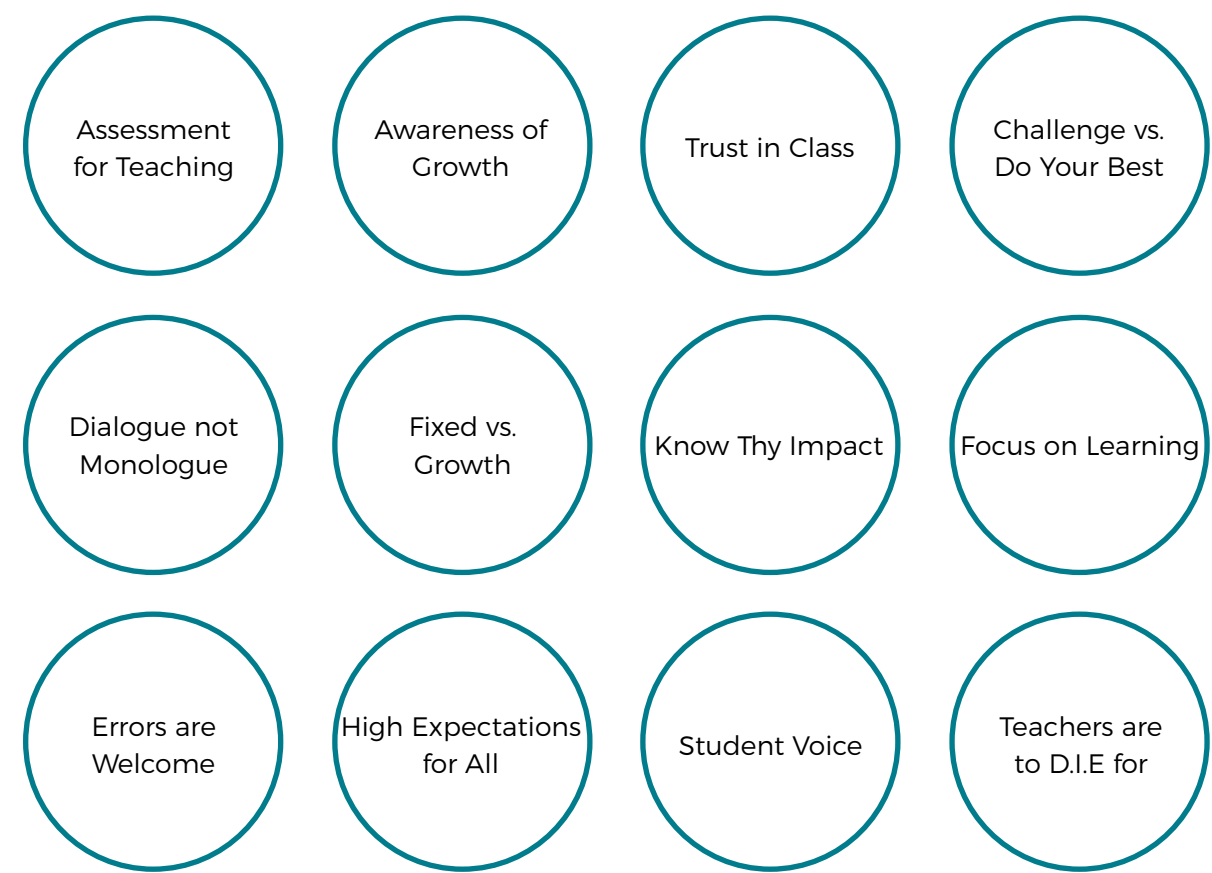 Assessment
for Teaching
Awareness of
Growth
Trust in Class
Challenge vs.
Do Your Best
Dialogue not
Monologue
Fixed vs.
Growth
Know Thy Impact
Focus on Learning
Errors are
Welcome
High Expectations
for All
Student Voice
Teachers are
to D.I.E for